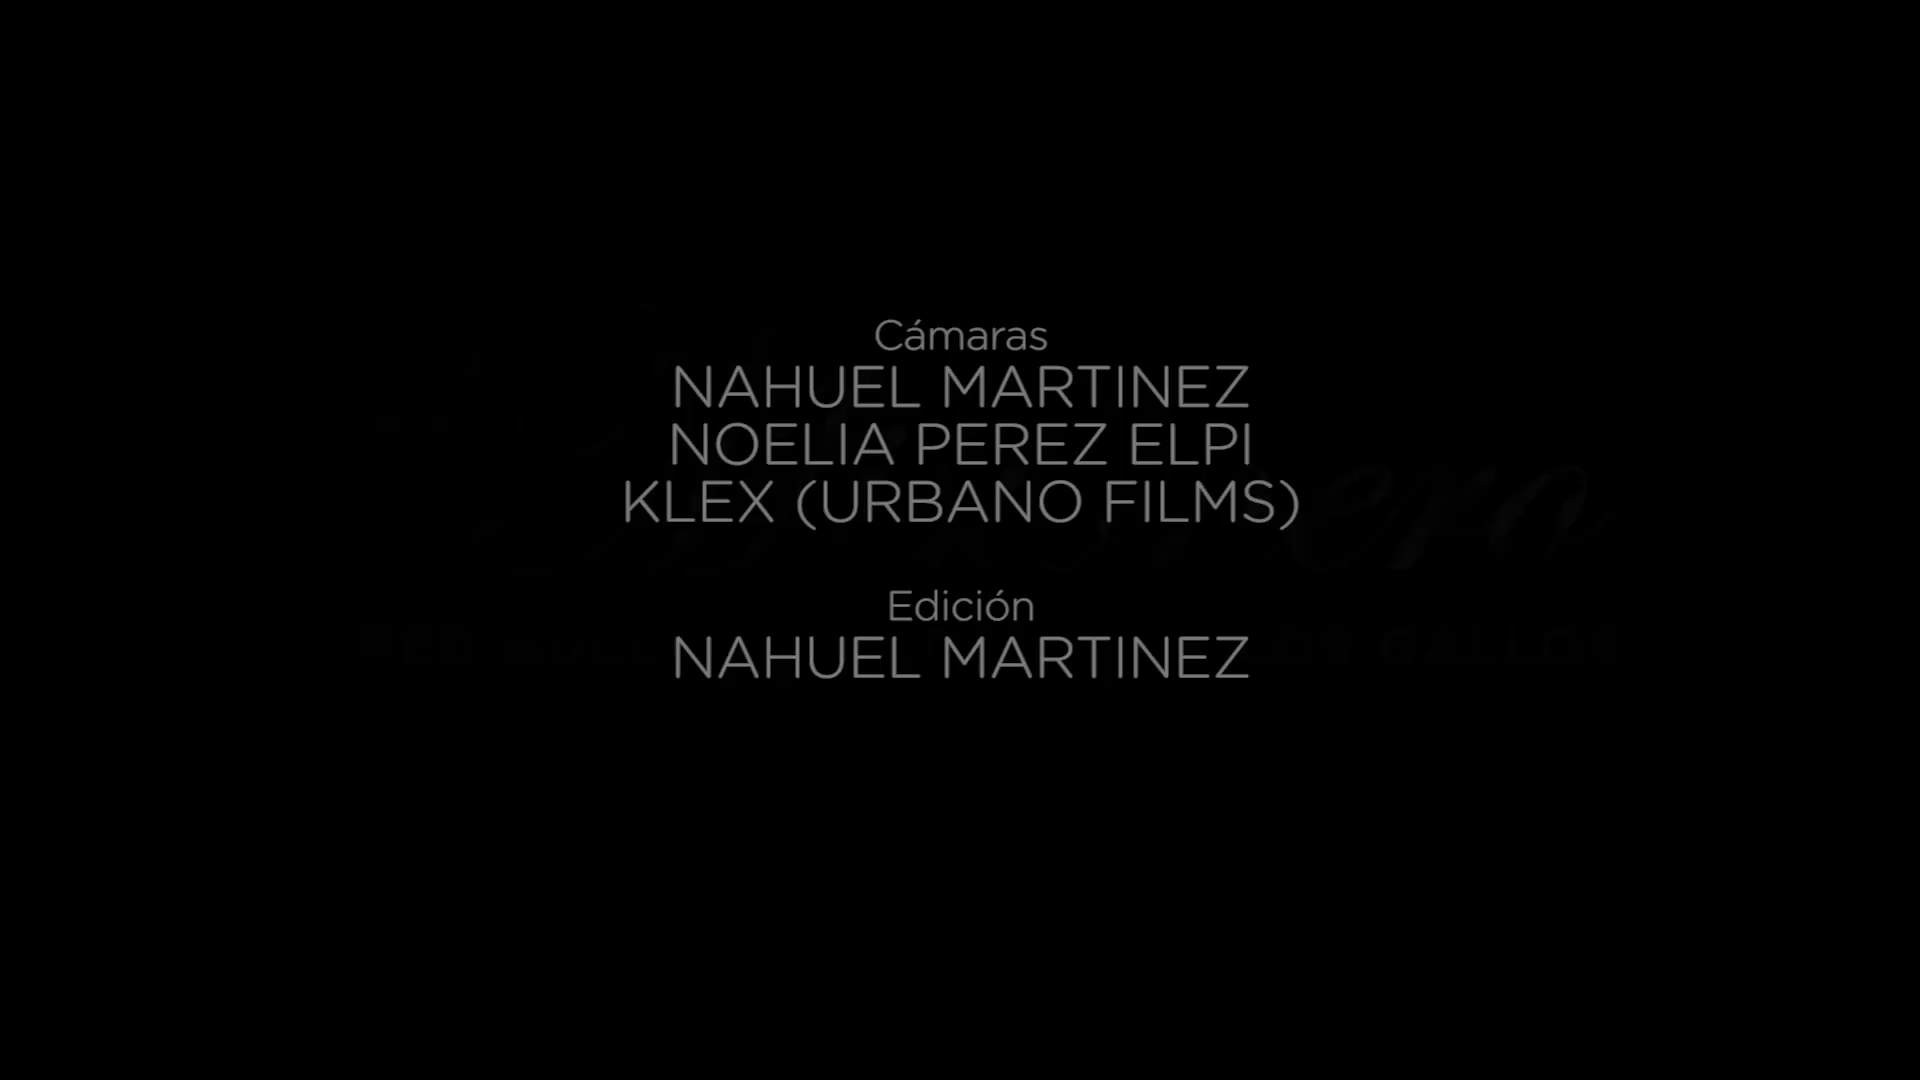 Cámaras
NAHUEL MARTINEZ
NOELIA PEREZ ELPI
KLEX (URBANO FILMS)
Edición
NAHUEL MARTINEZ